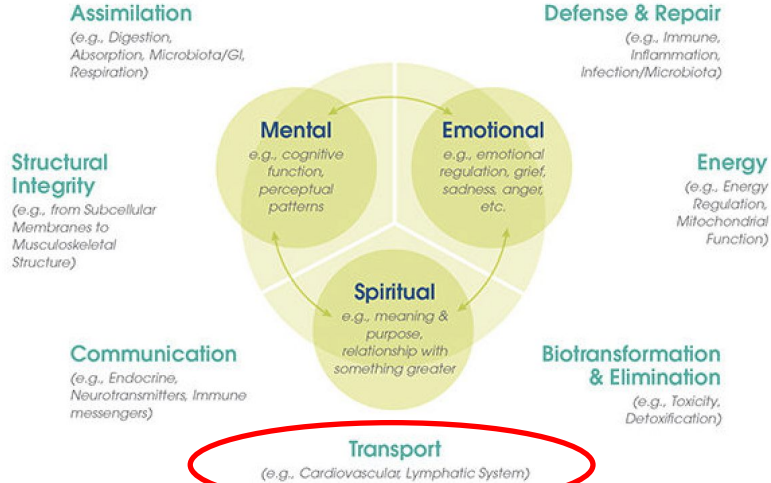 Assimilation
(e.g., Digestion,
Absorption, Microbiota/GI,
Respiration)
Defense & Repair
(e.g., Immune,
Inflammation,
Infection/Microbiota)
Mental
e.g., cognitive
function,
perceptual
patterns
Emotional
e.g., emotional
regulation, grief,
sadness, anger,
etc.
Structural
Integrity
(e.g., from Subcellular
Membranes to
Musculoskeletal
Structure)
Energy
(e.g., Energy
Regulation,
Mitochondrial
Function)
Spiritual
e.g., meaning &
purpose,
relationship with
something greater
Communication
(e.g., Endocrine,
Neurotransmitters, Immune
messengers)
Biotransformation
& Elimination
(e.g., Toxicity,
Detoxification)
Transport
(e.g., Cardiovascular, Lymphatic System)